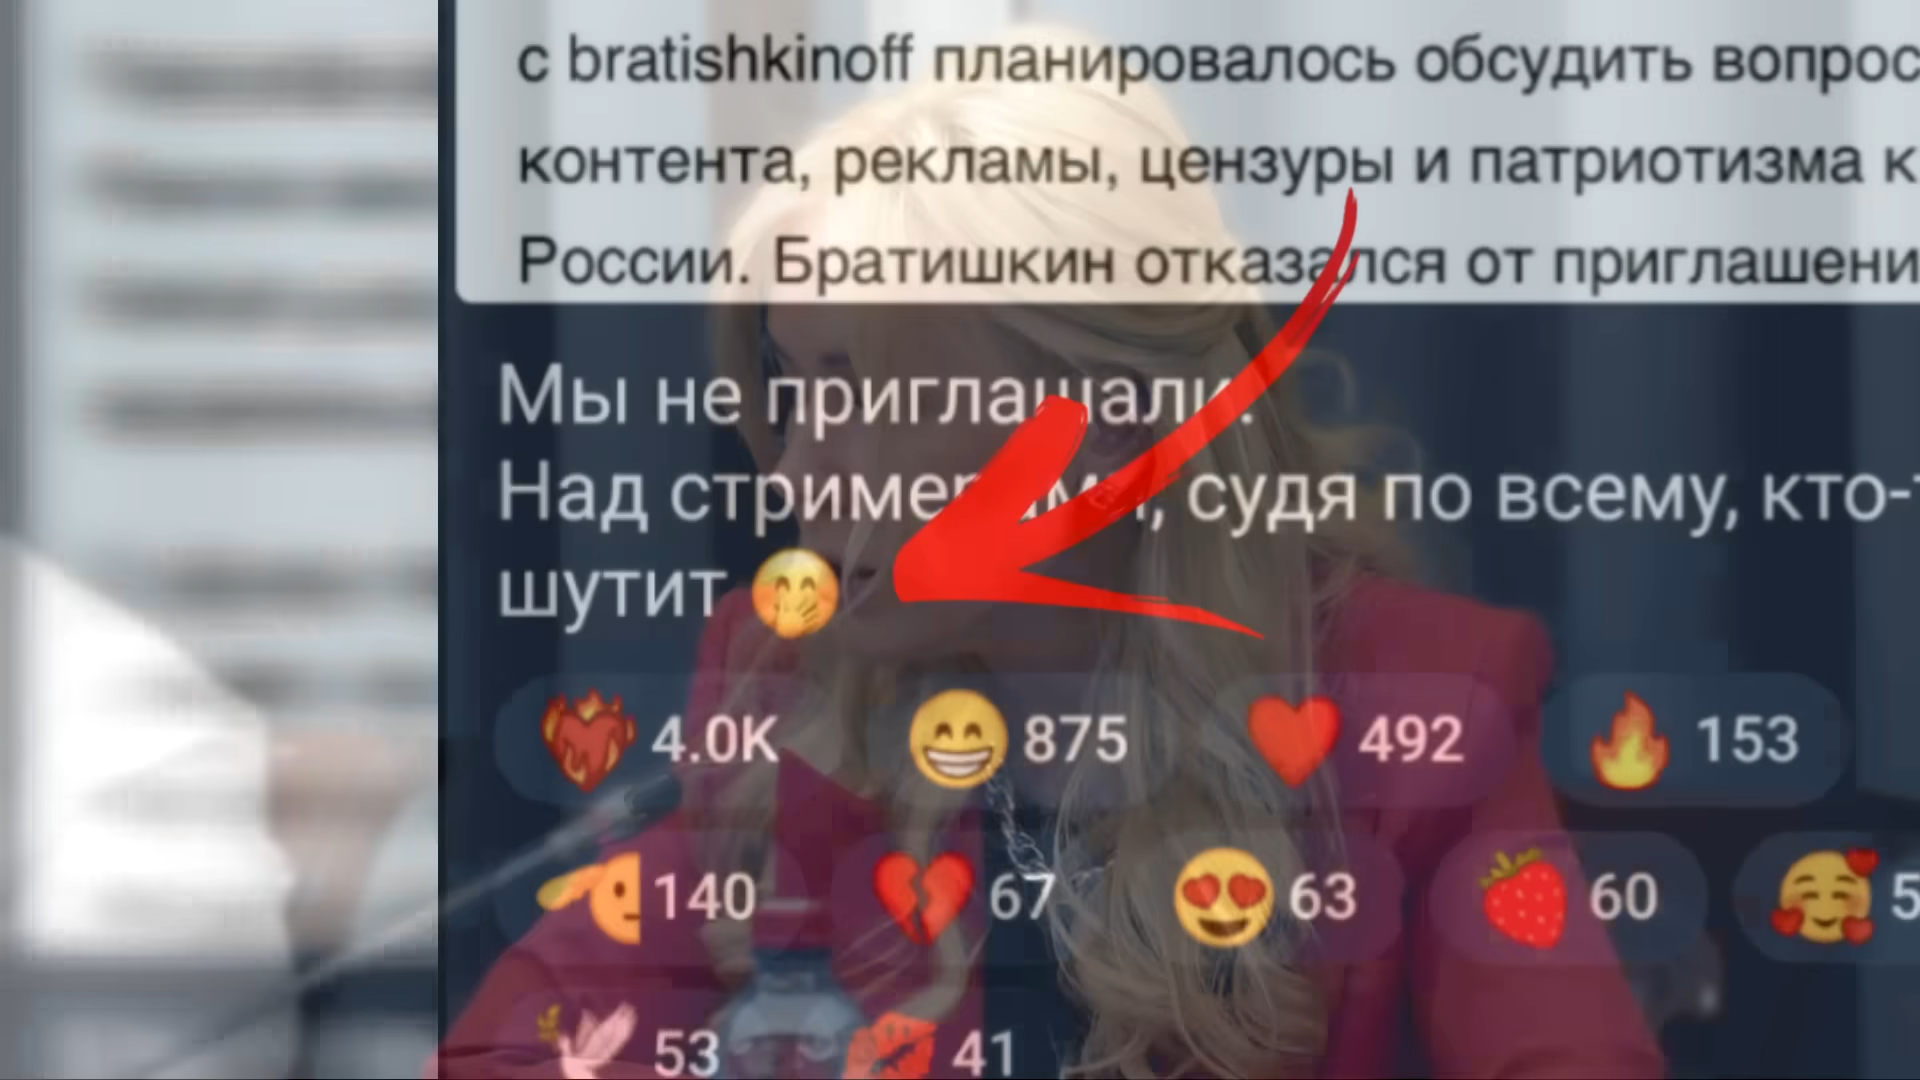 с bratishkinoff планировалось обсудить вопрос
контента, рекламы, цензуры и патриотизма к
России. Братишкин отказался от приглашени
Мы не приглашали.
Над стримерами, судя по всему, кто-т
шутит 🤭
4.0K 875 492 153
140 67 63 60 5
53 41